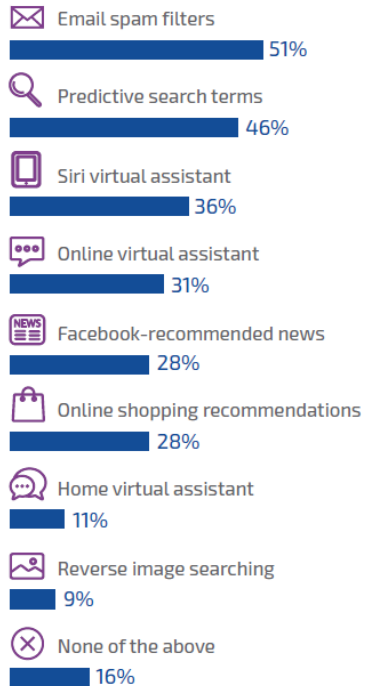 Email spam filters
51%
Predictive search terms
46%
Siri virtual assistant
36%
Online virtual assistant
31%
NEWS
Facebook-recommended news
28%
Online shopping recommendations
28%
Home virtual assistant
11%
Reverse image searching
9%
None of the above
16%